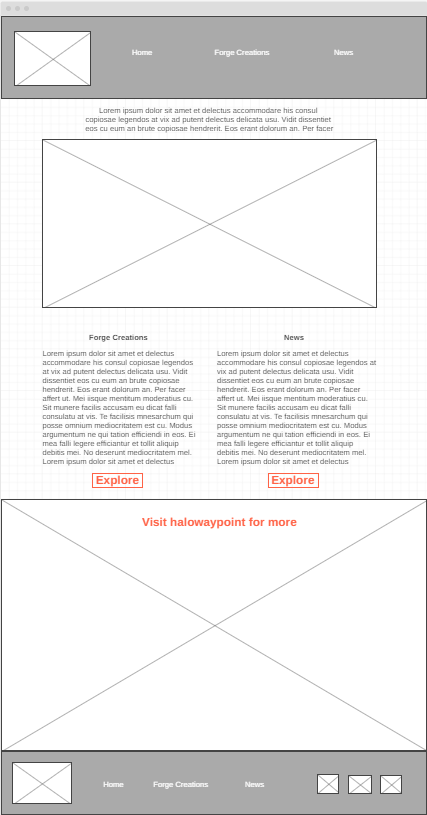 Home
Forge Creations
News
Lorem ipsum dolor sit amet et delectus accommodare his consul
copiosae legendos at vix ad putent delectus delicata usu. Vidit dissentiet
eos cu eum an brute copiosae hendrerit. Eos erant dolorum an. Per facer
Forge Creations
Lorem ipsum dolor sit amet et delectus
accommodare his consul copiosae legendos
at vix ad putent delectus delicata usu. Vidit
dissentiet eos cu eum an brute copiosae
hendrerit. Eos erant dolorum an. Per facer
affert ut. Mei iisque mentitum moderatius cu.
Sit munere facilis accusam eu dicat falli
consulatu at vis. Te facilisis mnesarchum qui
posse omnium mediocritatem est cu. Modus
argumentum ne qui tation efficiendi in eos. Ei
mea falli legere efficiantur et tollit aliquip
debitis mei. No deserunt mediocritatem mel.
Lorem ipsum dolor sit amet et delectus
Explore
News
Lorem ipsum dolor sit amet et delectus
accommodare his consul copiosae legendos at
vix ad putent delectus delicata usu. Vidit
dissentiet eos cu eum an brute copiosae
hendrerit. Eos erant dolorum an. Per facer
affert ut. Mei iisque mentitum moderatius cu.
Sit munere facilis accusam eu dicat falli
consulatu at vis. Te facilisis mnesarchum qui
posse omnium mediocritatem est cu. Modus
argumentum ne qui tation efficiendi in eos. Ei
mea falli legere efficiantur et tollit aliquip
debitis mei. No deserunt mediocritatem mel.
Lorem ipsum dolor sit amet et delectus
Explore
Visit halowaypoint for more
Home
Forge Creations
News